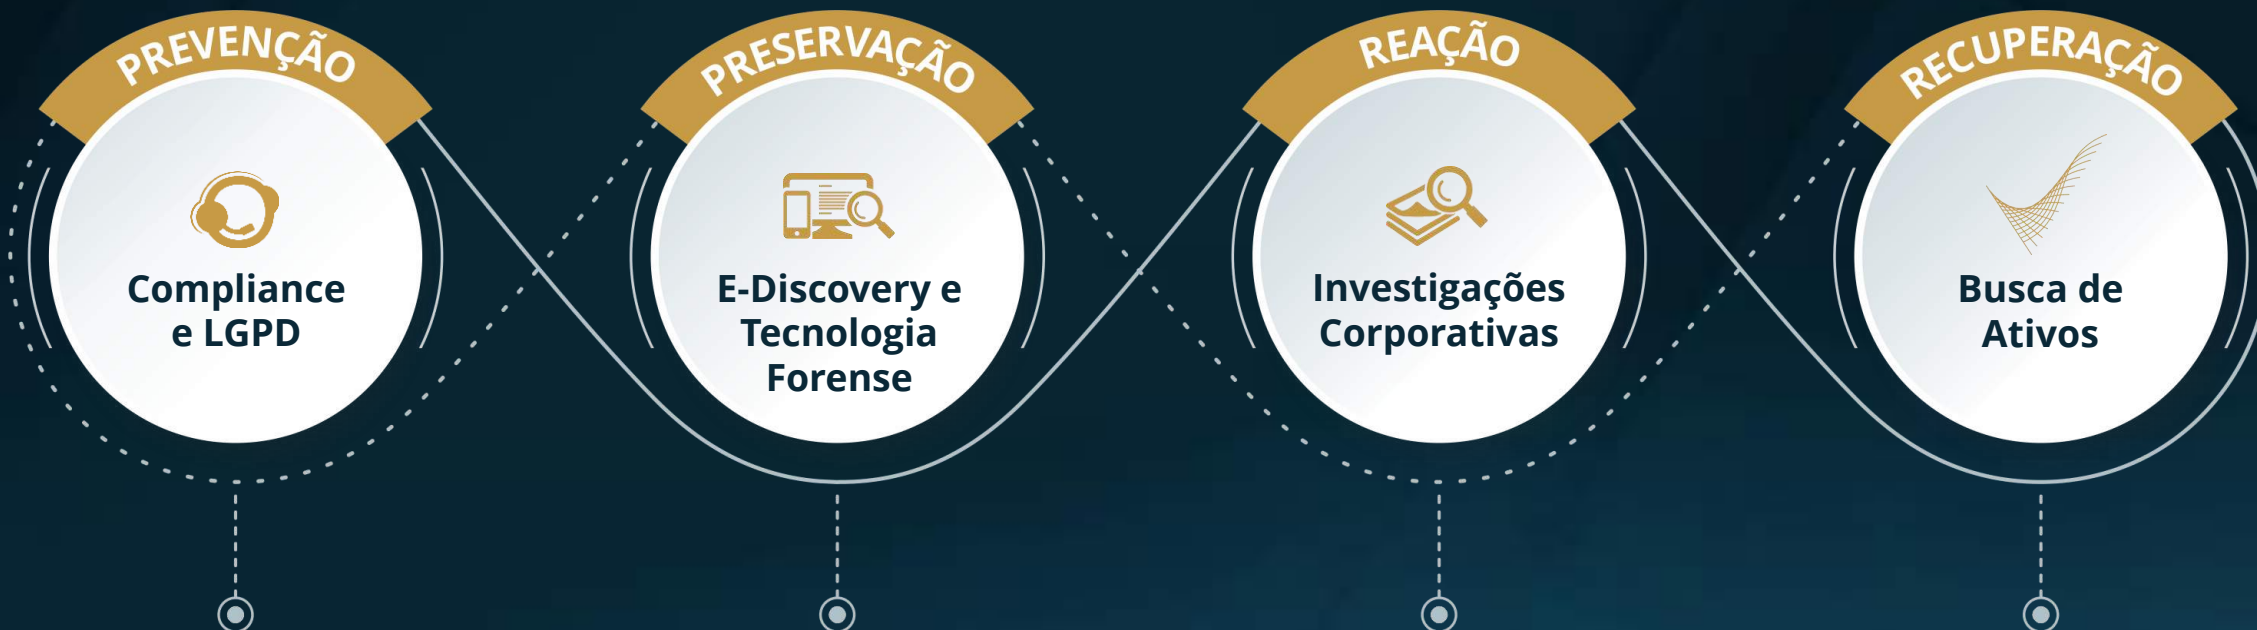 PREVENÇÃO
Compliance
e LGPD
PRESERVAÇÃO
E-Discovery e
Tecnologia
Forense
REAÇÃO
Investigações
Corporativas
RECUPERAÇÃO
Busca de
Ativos